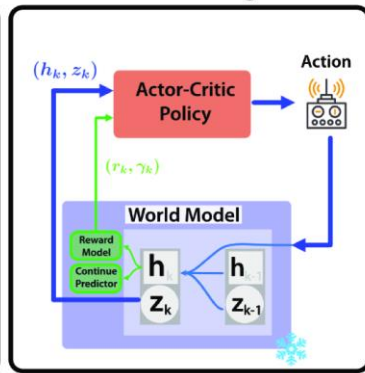 (h_k, z_k)
Actor-Critic
Policy
Action
(r_k, γ_k)
World Model
Reward
Model
Continue
Predictor
h_k
h_k-1
z_k
z_k-1